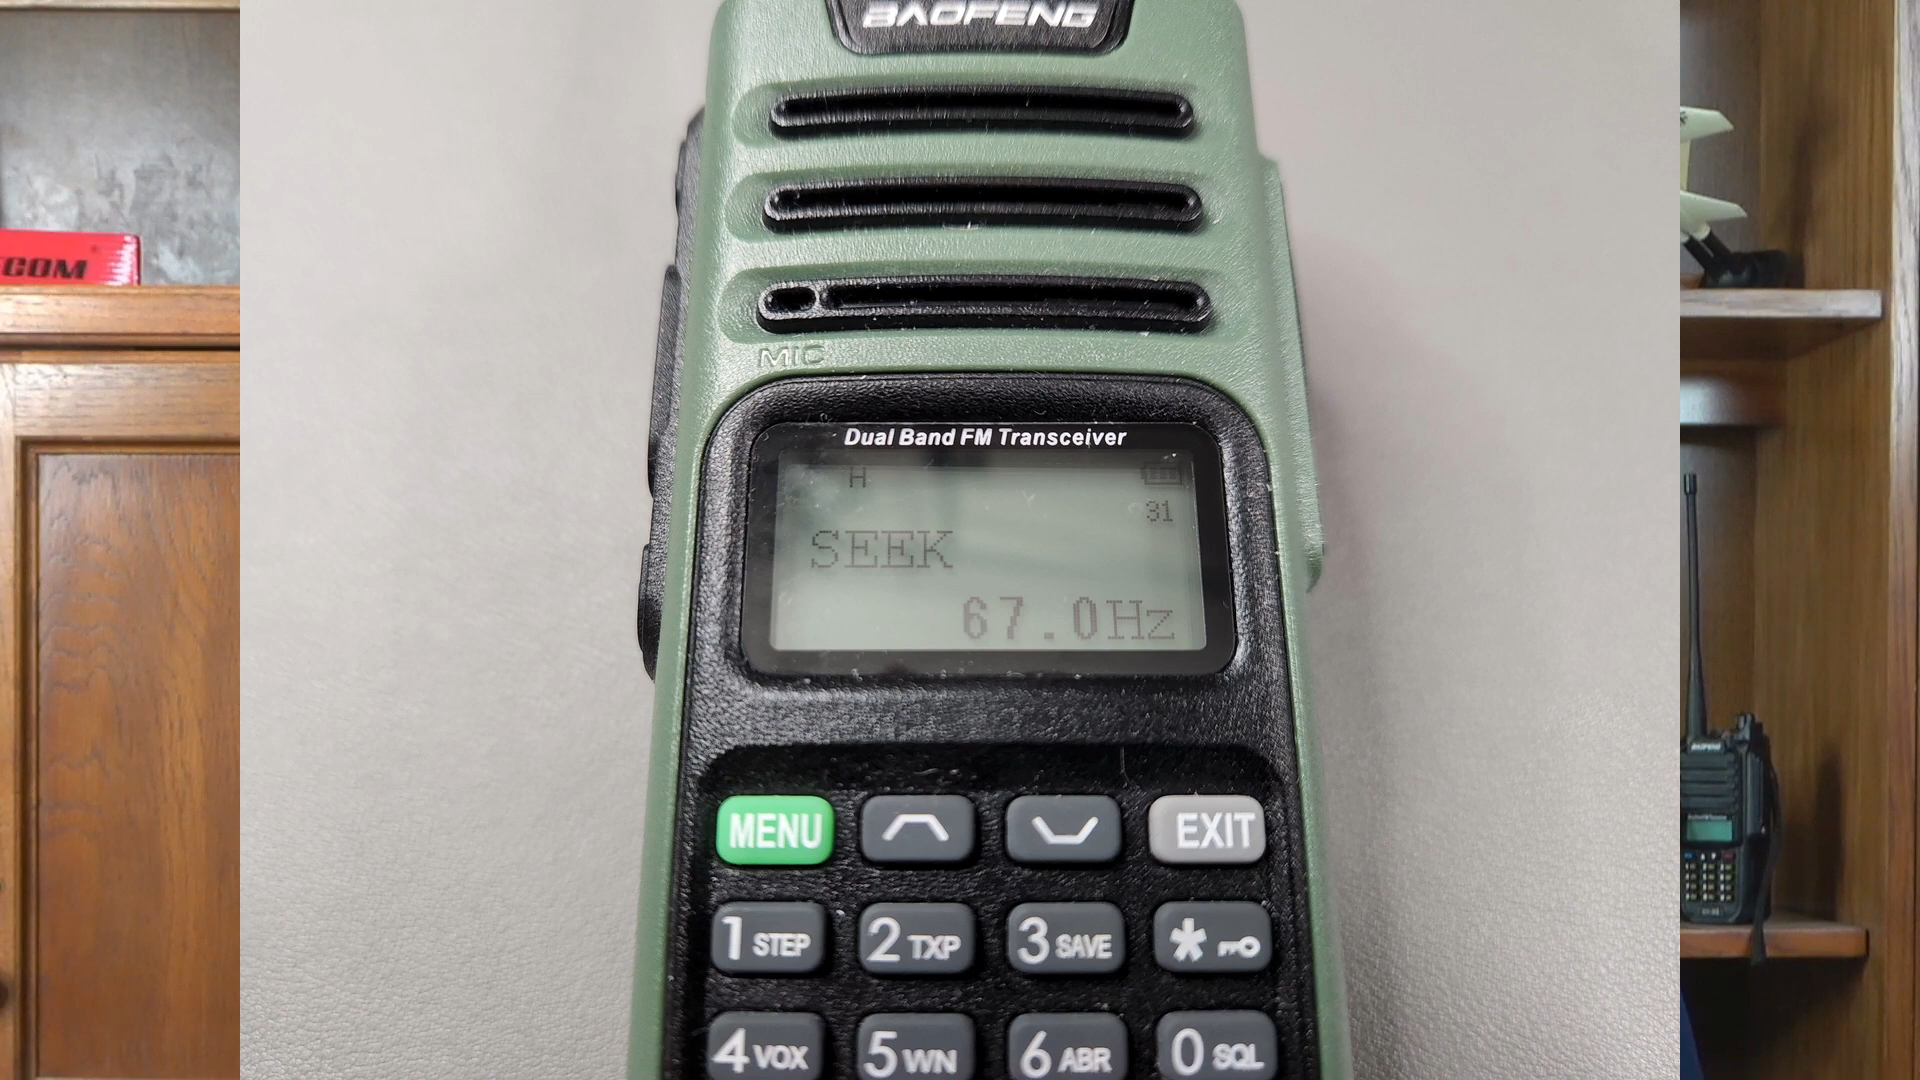 BAOFENG
COM
MIC
Dual Band FM Transceiver
H
31
SEEK
67.0Hz
MENU
EXIT
1 STEP
2 TXP
3 SAVE
*
4 VOX
5 WN
6 ABR
0 SQL
BAOFENG